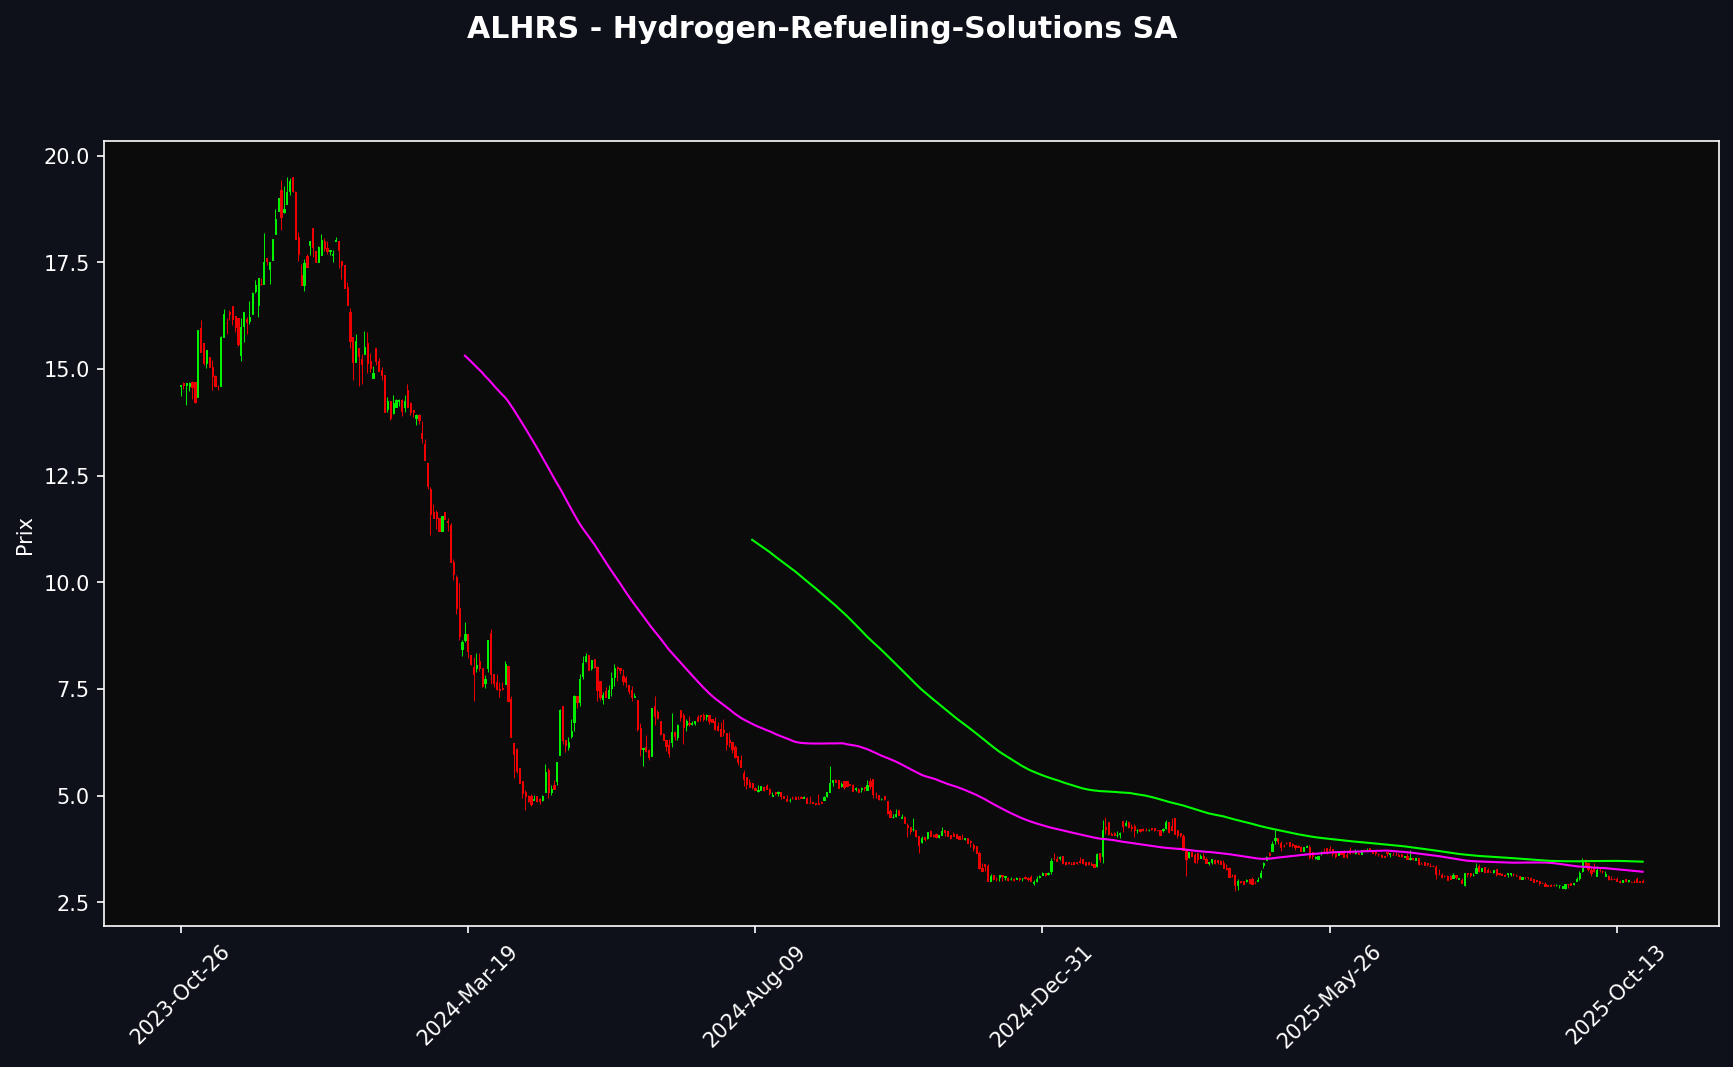 ALHRS - Hydrogen-Refueling-Solutions SA
20.0
17.5
15.0
12.5
10.0
7.5
5.0
2.5
Prix
2023-Oct-26
2024-Mar-19
2024-Aug-09
2024-Dec-31
2025-May-26
2025-Oct-13